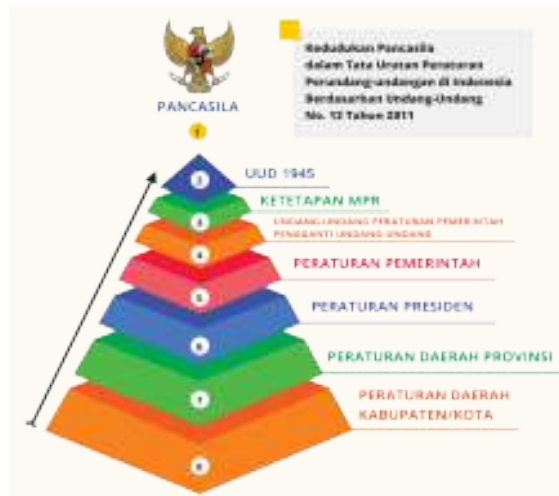 Kedudukan Pancasila
dalam Tata Urutan Peraturan
Perundang-undangan di Indonesia
Berdasarkan Undang-Undang
No. 12 Tahun 2011
PANCASILA
1
2
UUD 1945
KETETAPAN MPR
3
UNDANG-UNDANG PERATURAN PEMERINTAH
PENGGANTI UNDANG-UNDANG
4
PERATURAN PEMERINTAH
5
PERATURAN PRESIDEN
6
PERATURAN DAERAH PROVINSI
7
PERATURAN DAERAH
KABUPATEN/KOTA
8